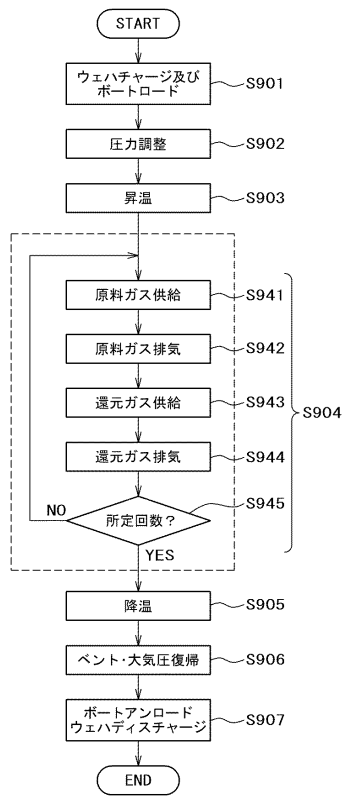 START
ウェハチャージ及び
ボートロード
S901
圧力調整
S902
昇温
S903
原料ガス供給
S941
原料ガス排気
S942
還元ガス供給
S943
S904
還元ガス排気
S944
所定回数？
S945
NO
YES
降温
S905
ベント・大気圧復帰
S906
ボートアンロード
ウェハディスチャージ
S907
END